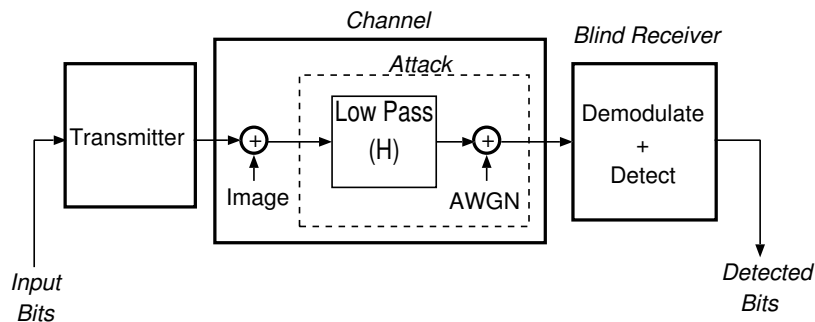 Channel
Blind Receiver
Attack
Transmitter
+
Low Pass
(H)
+
Demodulate
+
Detect
Image
AWGN
Input
Bits
Detected
Bits